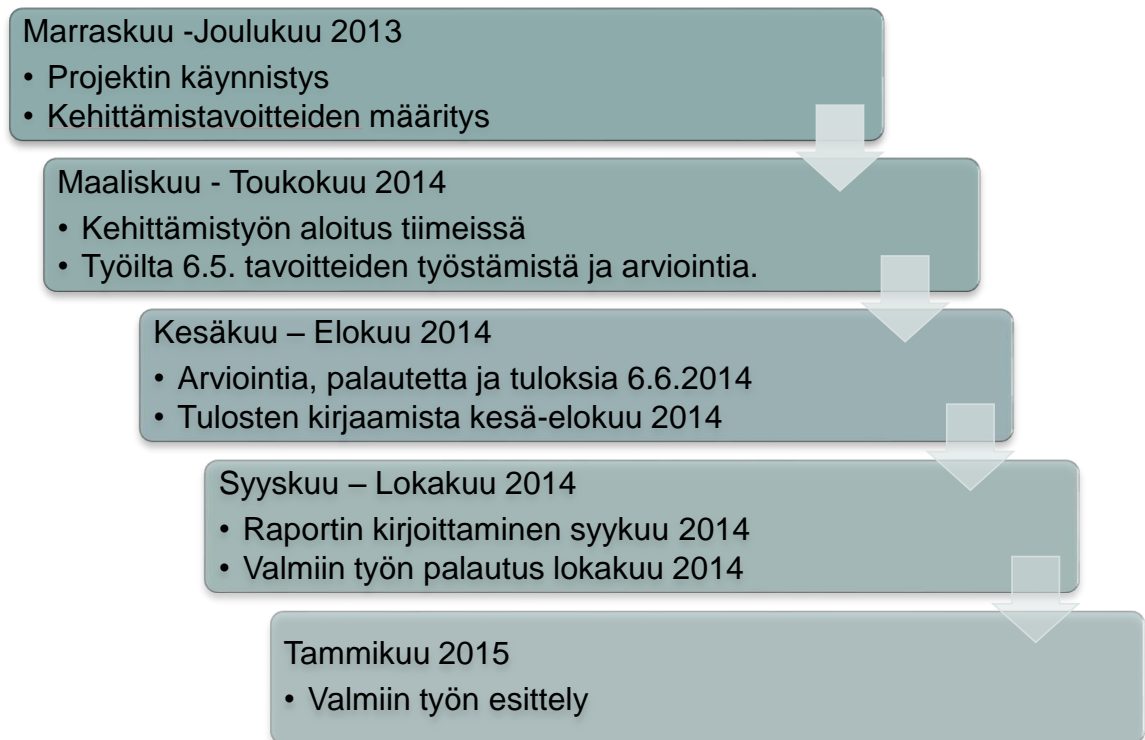 Marraskuu -Joulukuu 2013
• Projektin käynnistys
• Kehittämistavoitteiden määritys
Maaliskuu - Toukokuu 2014
• Kehittämistyön aloitus tiimeissä
• Työilta 6.5. tavoitteiden työstämistä ja arviointia.
Kesäkuu – Elokuu 2014
• Arviointia, palautetta ja tuloksia 6.6.2014
• Tulosten kirjaamista kesä-elokuu 2014
Syyskuu – Lokakuu 2014
• Raportin kirjoittaminen syykuu 2014
• Valmiin työn palautus lokakuu 2014
Tammikuu 2015
• Valmiin työn esittely